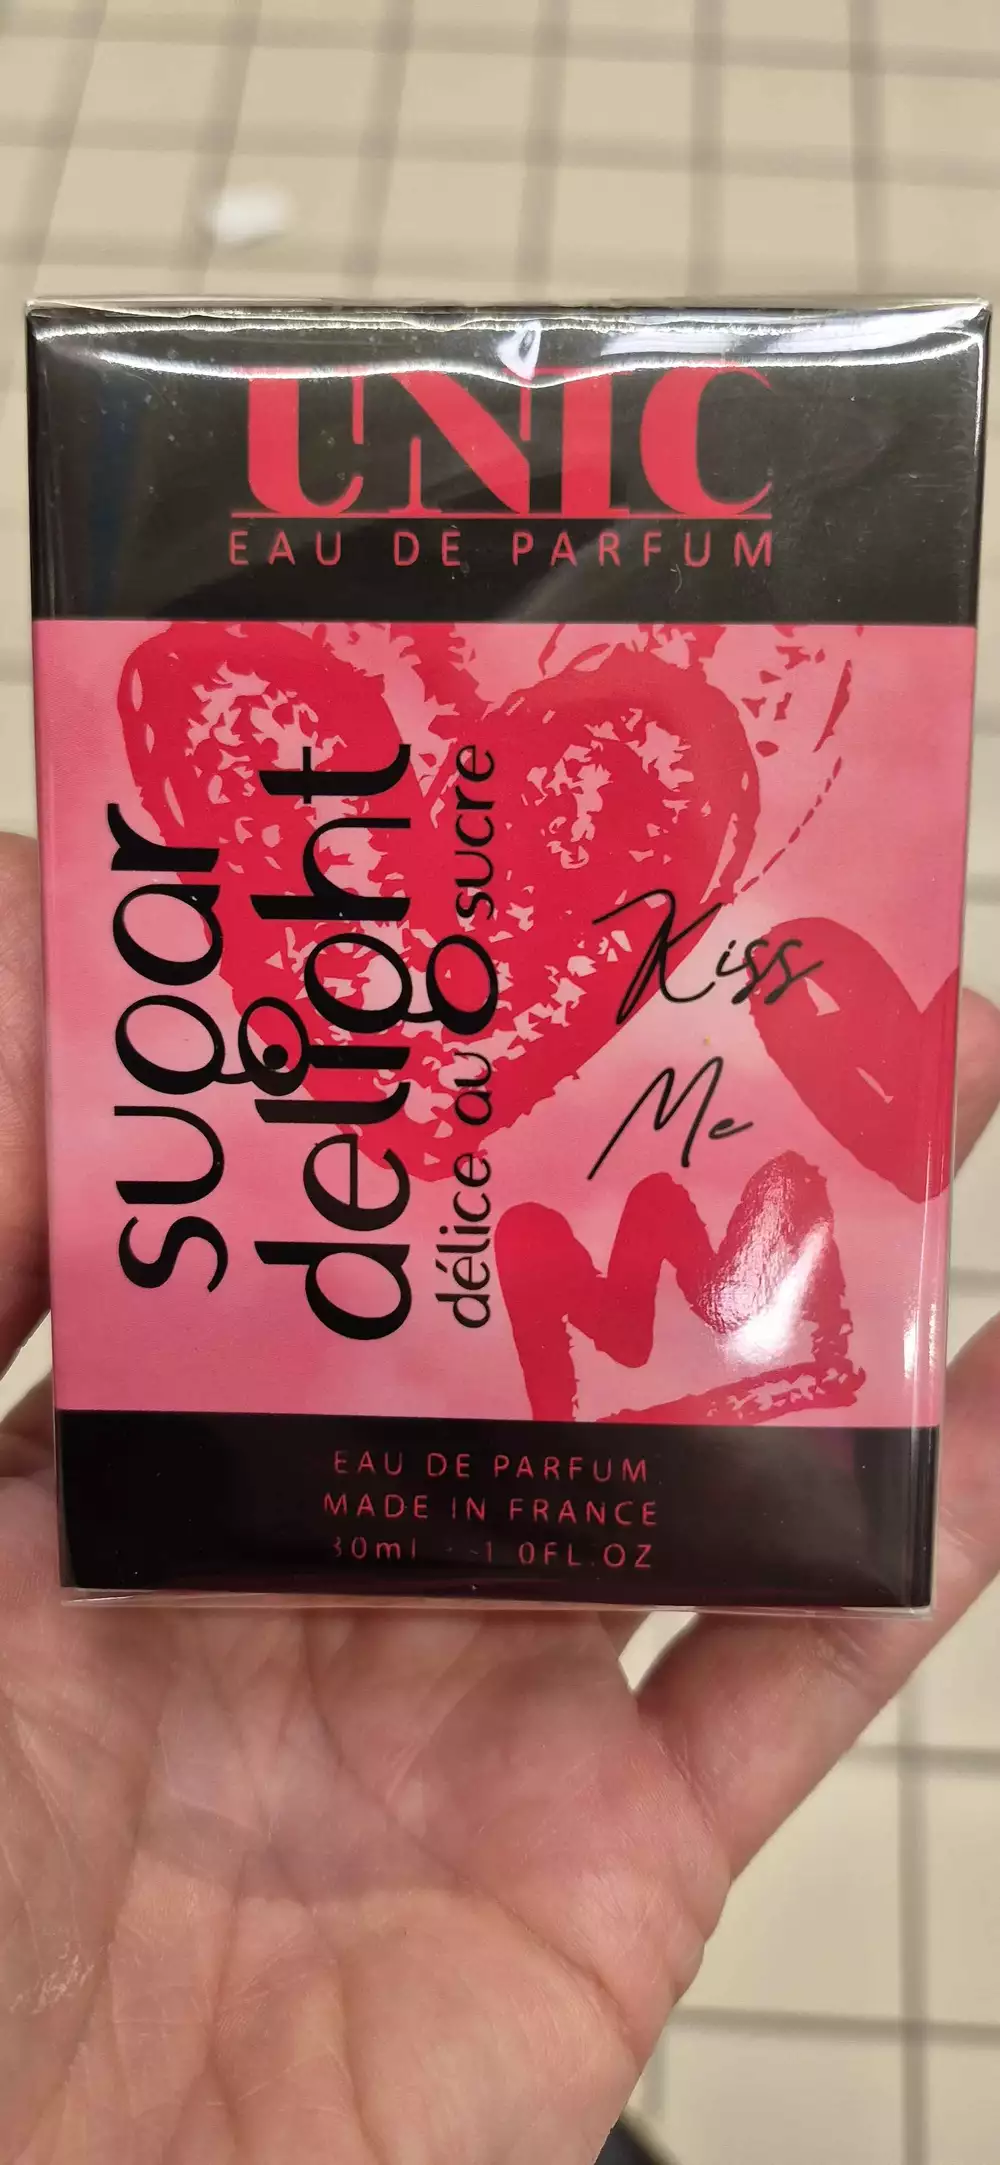 UNIC
EAU DE PARFUM
sugar
delight
délice au sucre
Kiss
Me
EAU DE PARFUM
MADE IN FRANCE
30ml - 1.0FL.OZ